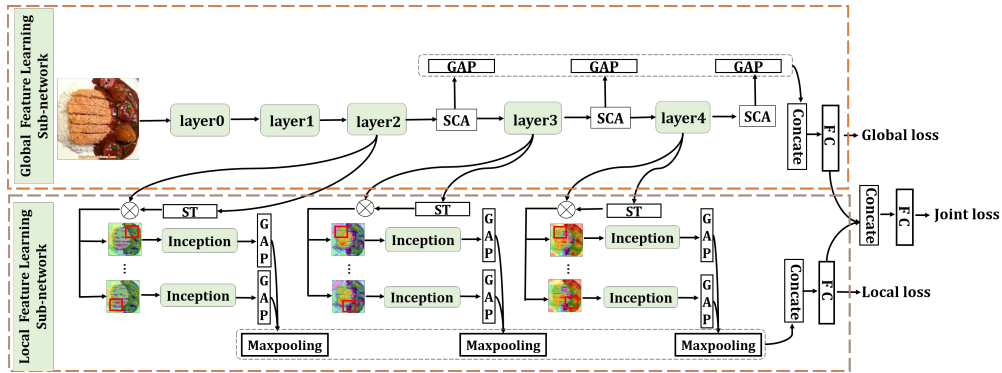 Global Feature Learning
Sub-network
layer0
layer1
layer2
SCA
GAP
layer3
SCA
GAP
layer4
SCA
GAP
Concate
FC
Global loss
Local Feature Learning
Sub-network
ST
Inception
GAP
...
Inception
GAP
Maxpooling
ST
Inception
GAP
...
Inception
GAP
Maxpooling
ST
Inception
GAP
...
Inception
GAP
Maxpooling
Concate
FC
Local loss
Concate
FC
Joint loss